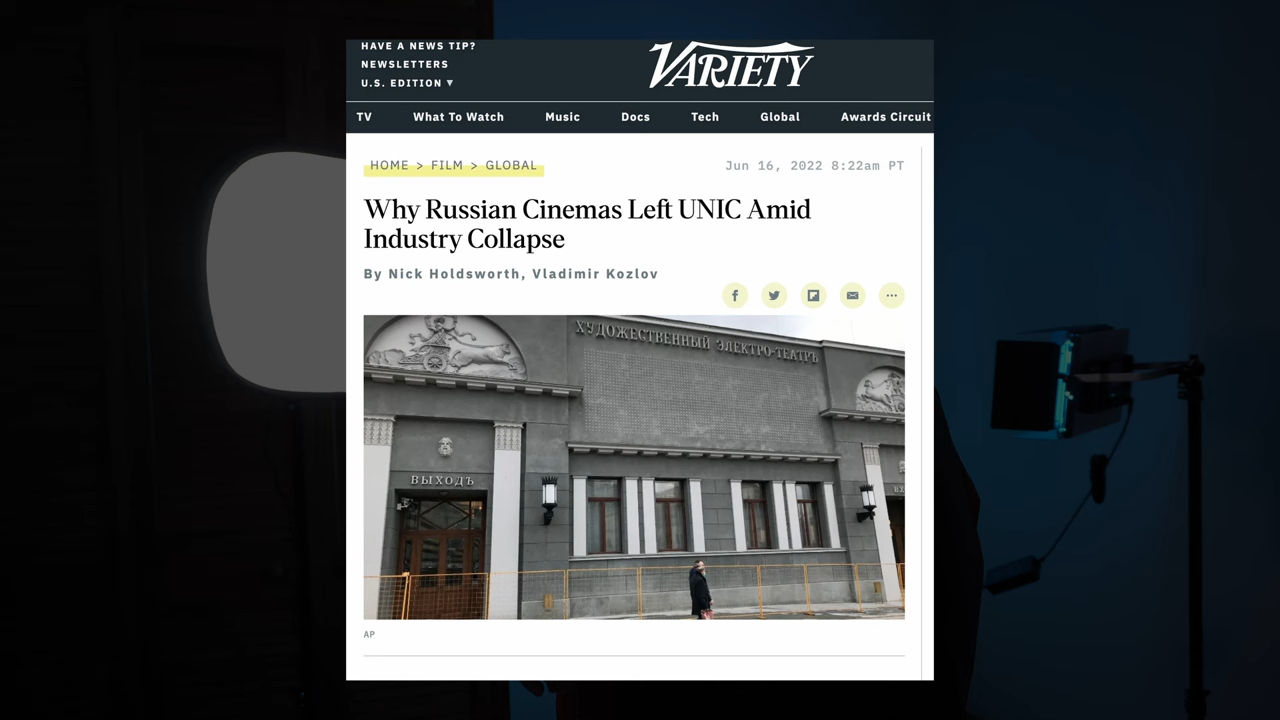 HAVE A NEWS TIP?
NEWSLETTERS
U.S. EDITION
VARIETY
TV What To Watch Music Docs Tech Global Awards Circuit
HOME > FILM > GLOBAL
Jun 16, 2022 8:22am PT
Why Russian Cinemas Left UNIC Amid
Industry Collapse
By Nick Holdsworth, Vladimir Kozlov
ХУДОЖЕСТВЕННЫЙ ЭЛЕКТРО-ТЕАТРЪ
ВЫХОДЪ
AP